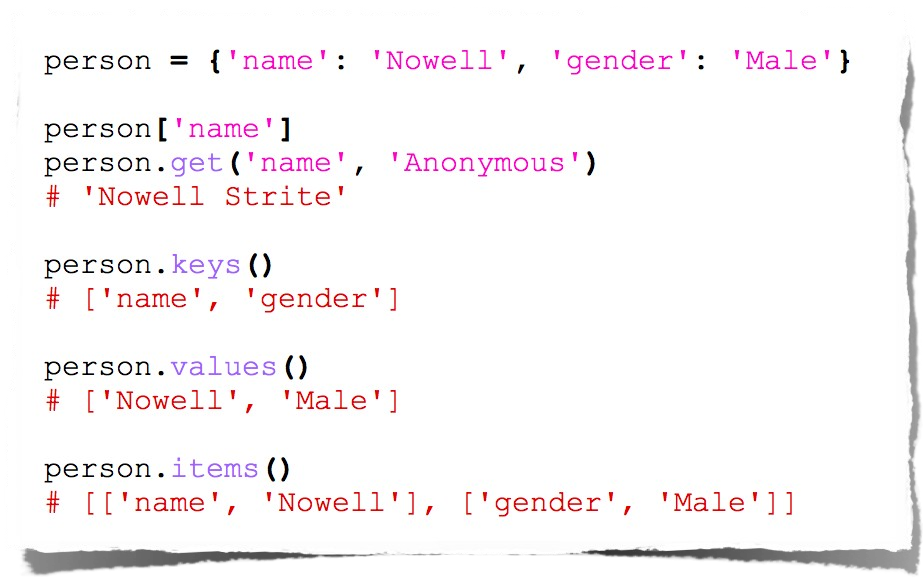 person = {'name': 'Nowell', 'gender': 'Male'}
person['name']
person.get('name', 'Anonymous')
# 'Nowell Strite'
person.keys()
# ['name', 'gender']
person.values()
# ['Nowell', 'Male']
person.items()
# [['name', 'Nowell'], ['gender', 'Male']]